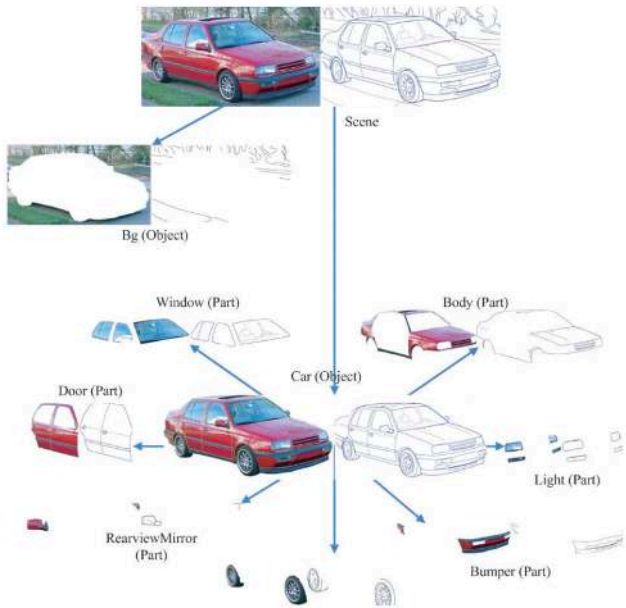 Scene
Bg (Object)
Window (Part)
Body (Part)
Car (Object)
Door (Part)
Light (Part)
RearviewMirror
(Part)
Bumper (Part)